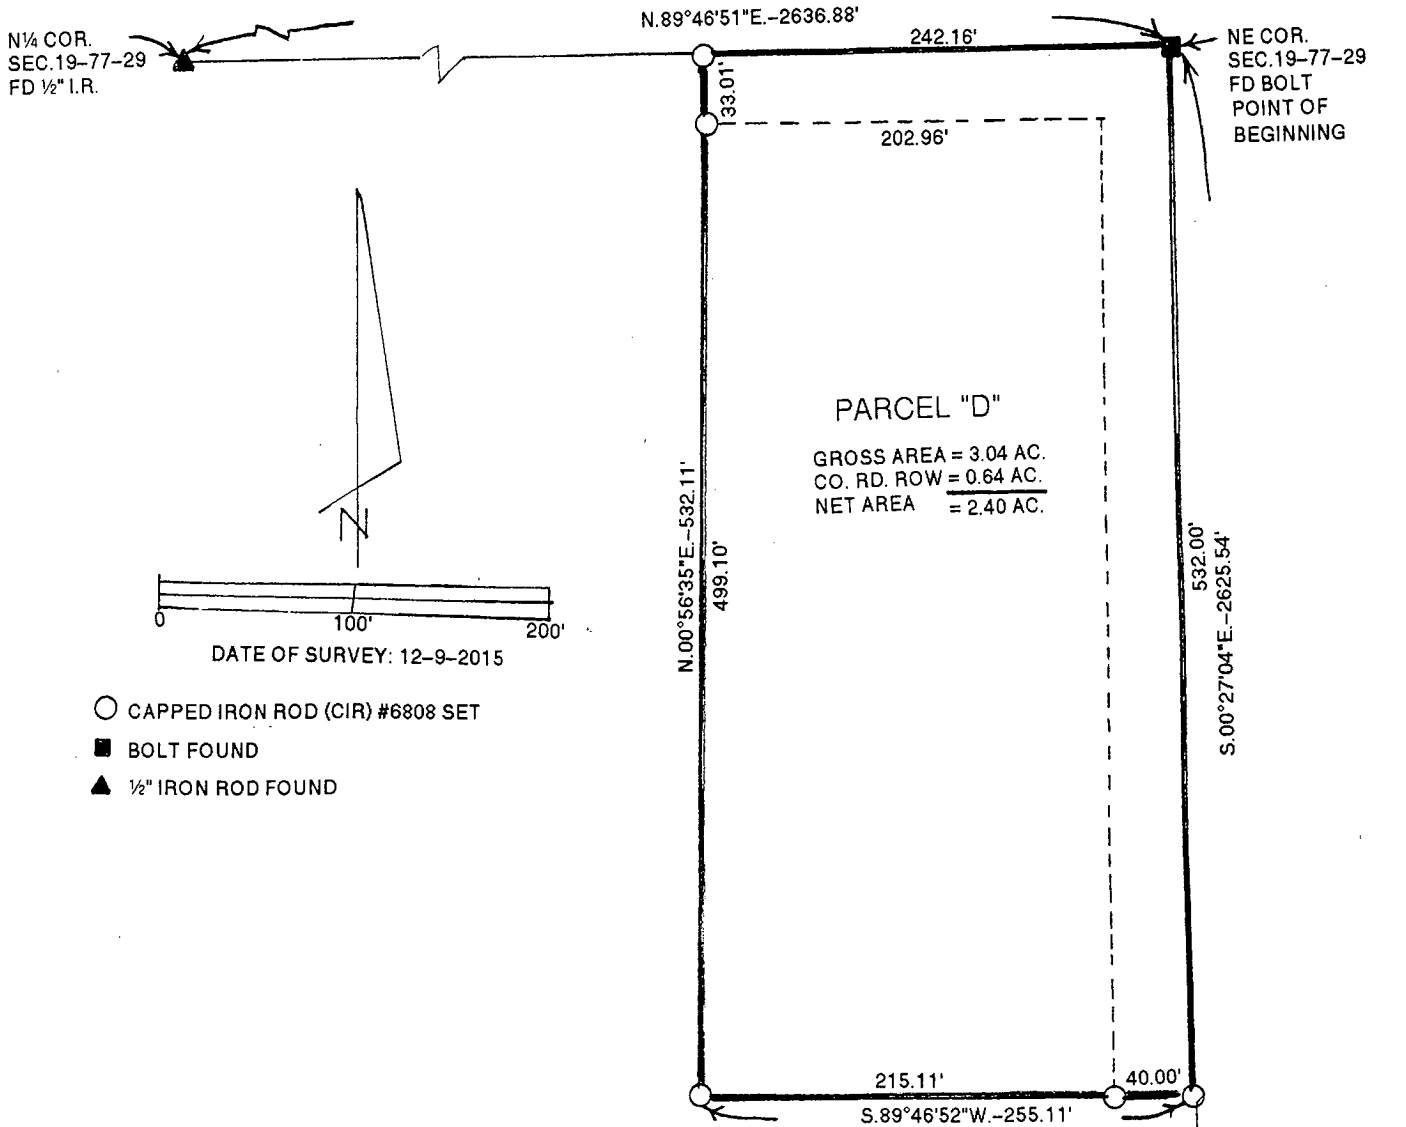 N.89°46'51"E.–2636.88'
242.16'
N¼ COR.
SEC.19–77–29
FD ½" I.R.
NE COR.
SEC.19–77–29
FD BOLT
POINT OF
BEGINNING
33.01'
202.96'
PARCEL "D"
GROSS AREA = 3.04 AC.
CO. RD. ROW = 0.64 AC.
NET AREA = 2.40 AC.
N.00°56'35"E.–532.11'
499.10'
532.00'
S.00°27'04"E.–2625.54'
N
0 100' 200'
DATE OF SURVEY: 12–9–2015
CAPPED IRON ROD (CIR) #6808 SET
BOLT FOUND
½" IRON ROD FOUND
215.11'
40.00'
S.89°46'52"W.–255.11'